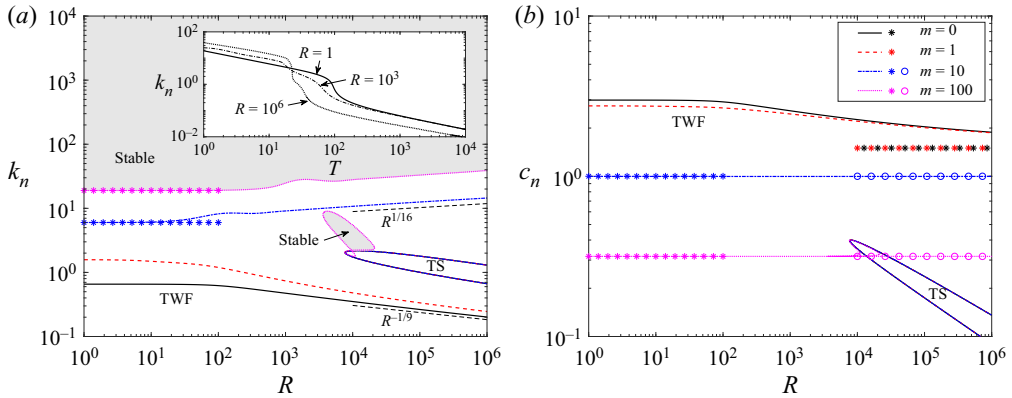 (a)
10^4
10^3
10^2
10^1
10^0
10^-1
k_n
10^0
10^1
10^2
10^3
10^4
10^5
10^6
R
Stable
Stable
TS
TWF
R^1/16
R^-1/9
10^2
10^0
10^-2
k_n
10^0
10^2
10^4
T
R = 1
R = 10^3
R = 10^6
(b)
10^1
10^0
10^-1
c_n
10^0
10^1
10^2
10^3
10^4
10^5
10^6
R
TWF
TS
m = 0
m = 1
m = 10
m = 100